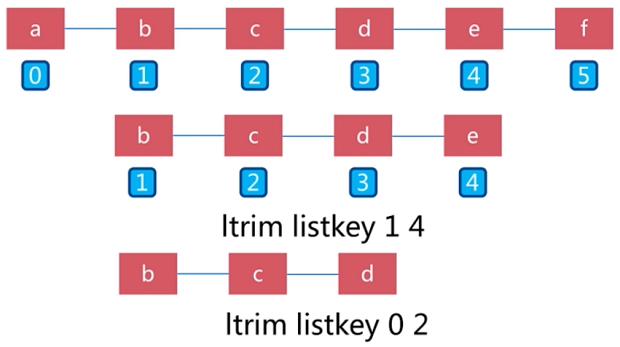 a b c d e f
0 1 2 3 4 5
b c d e
1 2 3 4
ltrim listkey 1 4
b c d
ltrim listkey 0 2